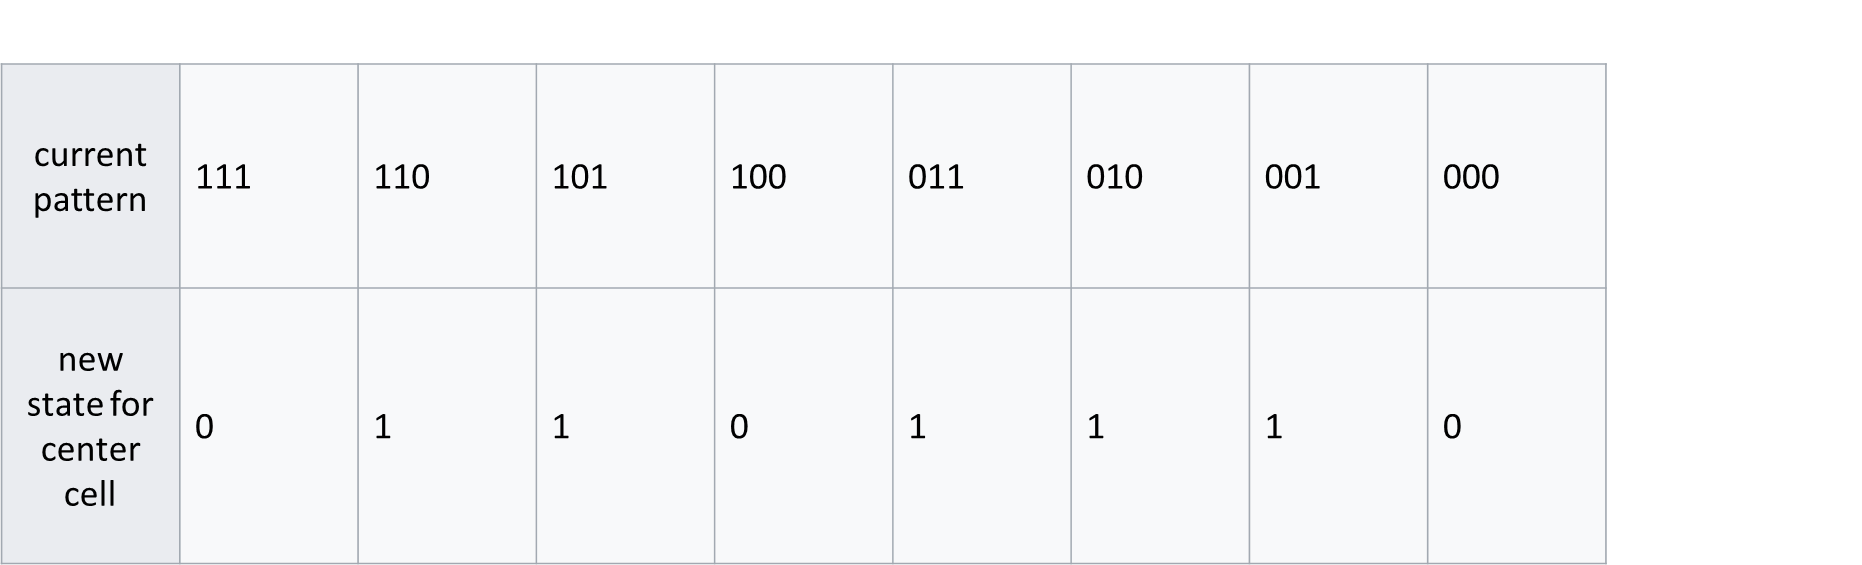 current
pattern
111 110 101 100 011 010 001 000
new
state for
center
cell
0 1 1 0 1 1 1 0